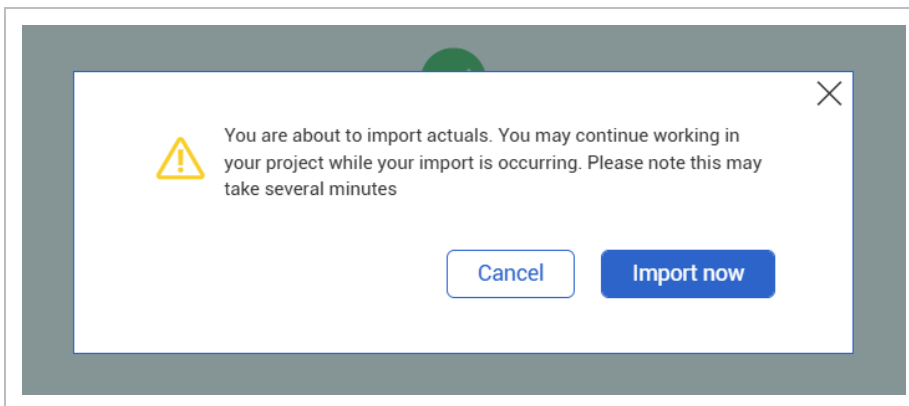 You are about to import actuals. You may continue working in
your project while your import is occurring. Please note this may
take several minutes
Cancel
Import now